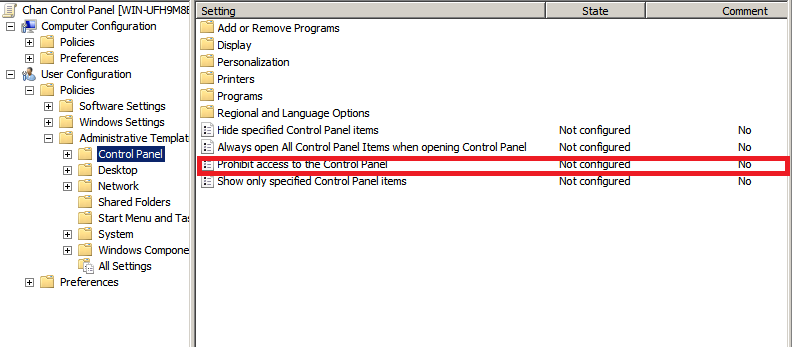 Chan Control Panel [WIN-UFH9M8
Computer Configuration
Policies
Preferences
User Configuration
Policies
Software Settings
Windows Settings
Administrative Templat
Control Panel
Desktop
Network
Shared Folders
Start Menu and Tas
System
Windows Compone
All Settings
Preferences
Setting State Comment
Add or Remove Programs
Display
Personalization
Printers
Programs
Regional and Language Options
Hide specified Control Panel items Not configured No
Always open All Control Panel Items when opening Control Panel Not configured No
Prohibit access to the Control Panel Not configured No
Show only specified Control Panel items Not configured No